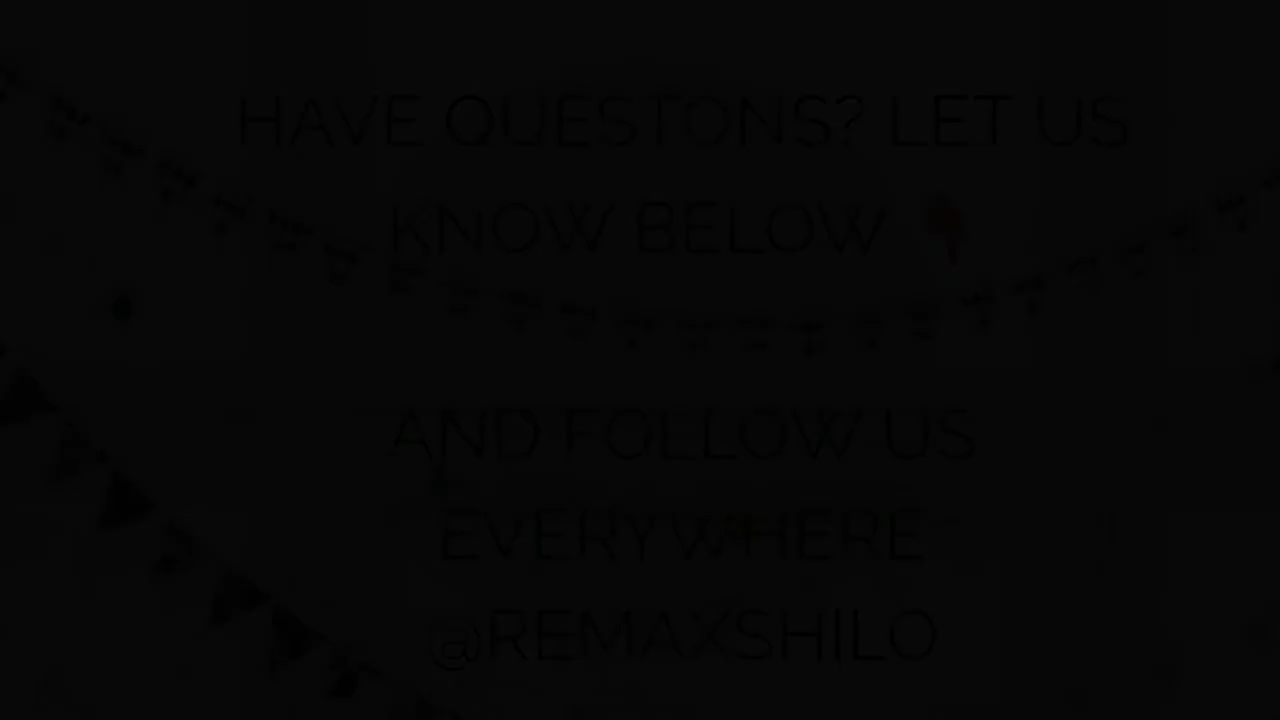 HAVE QUESTONS? LET US
KNOW BELOW 👇
AND FOLLOW US
EVERYWHERE
@REMAXSHILO